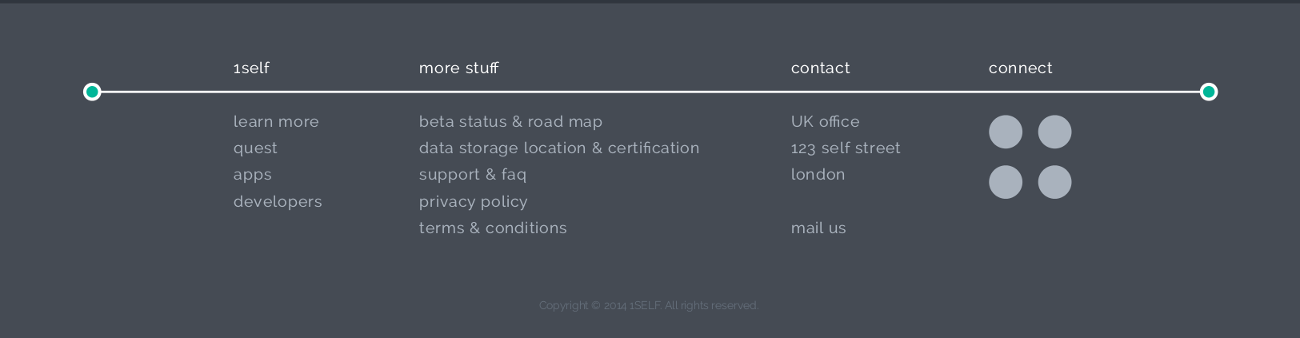 1self
learn more
quest
apps
developers
more stuff
beta status & road map
data storage location & certification
support & faq
privacy policy
terms & conditions
contact
UK office
123 self street
london
mail us
connect
Copyright © 2014 1SELF. All rights reserved.